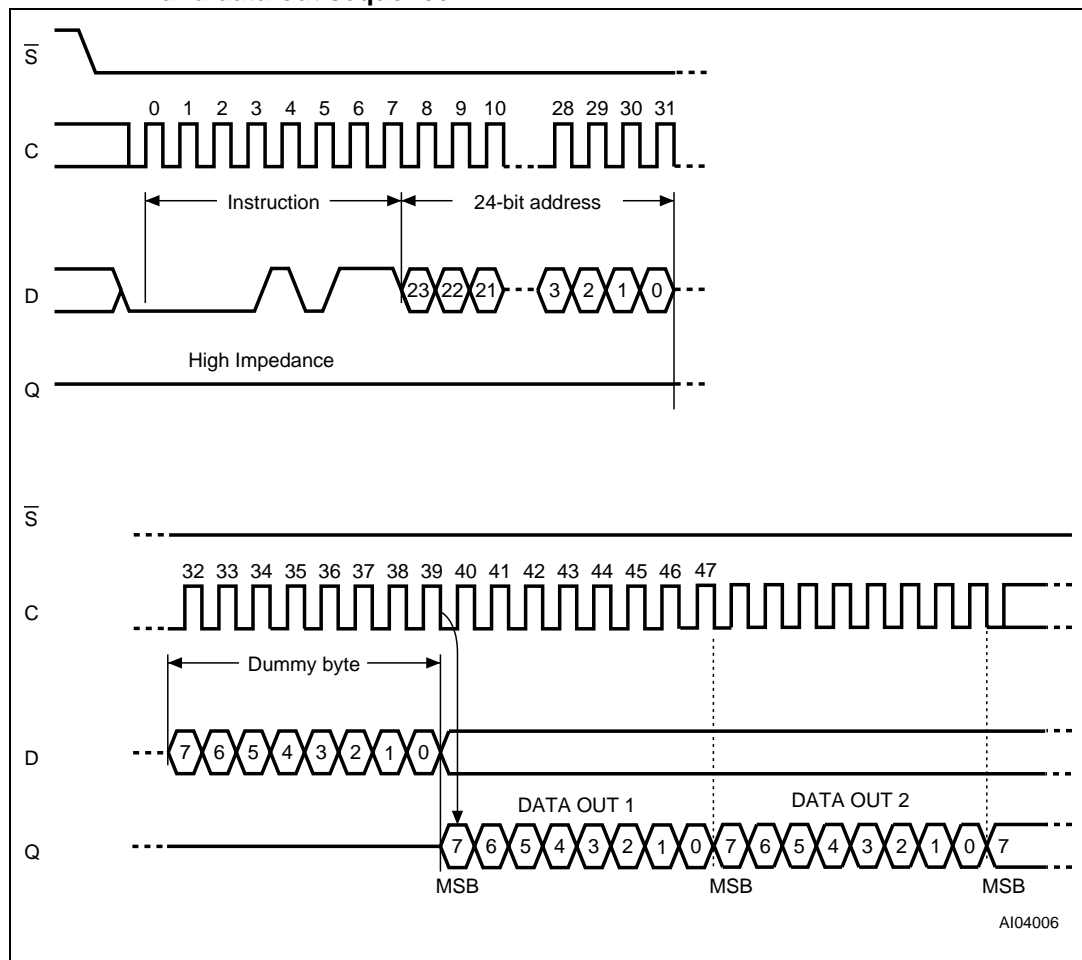 and data-out sequence
S
0 1 2 3 4 5 6 7 8 9 10 28 29 30 31
C
Instruction 24-bit address
D 23 22 21 3 2 1 0
High Impedance
Q
S
32 33 34 35 36 37 38 39 40 41 42 43 44 45 46 47
C
Dummy byte
D 7 6 5 4 3 2 1 0
DATA OUT 1 DATA OUT 2
Q 7 6 5 4 3 2 1 0 7 6 5 4 3 2 1 0 7
MSB MSB MSB
AI04006